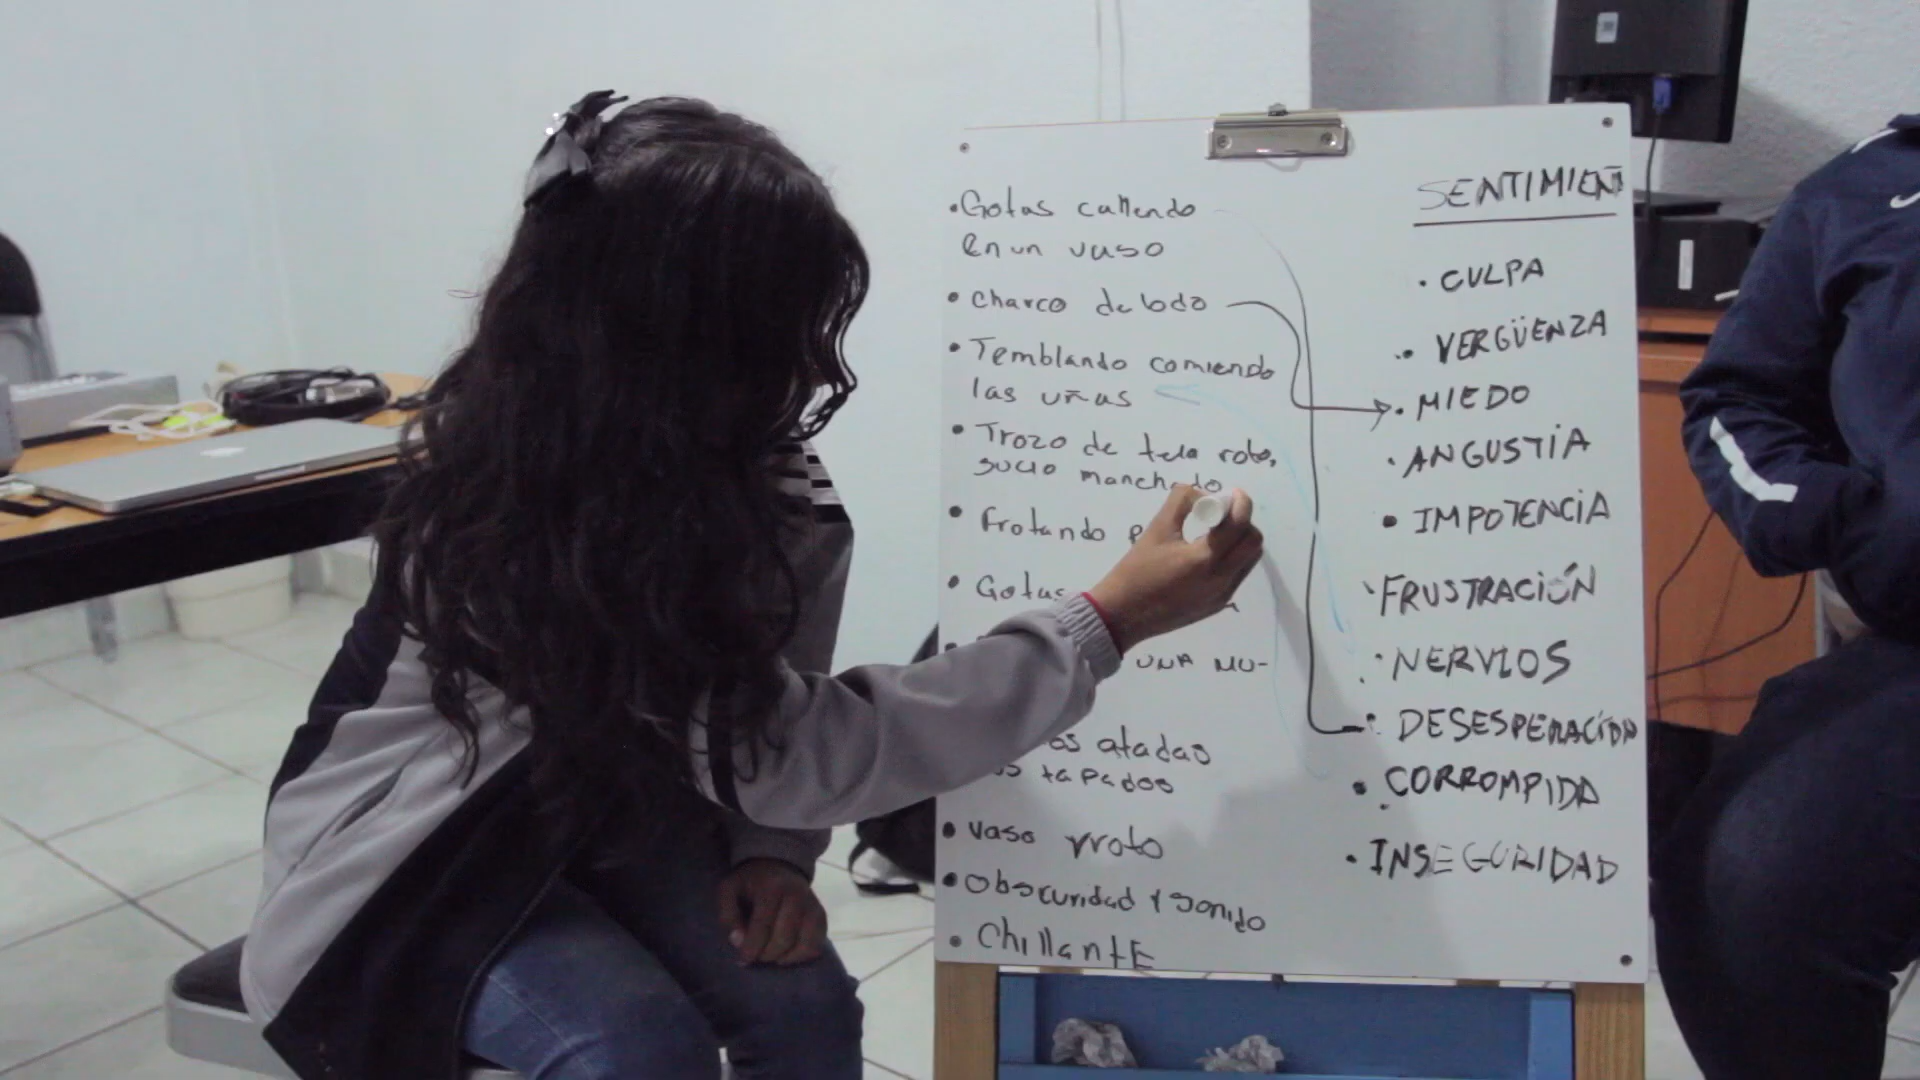 • Gotas callendo
en un vaso
• charco de lodo
• Temblando comiendo
las uñas
• Trozo de tela roto,
sucio manchado
• frotando
• Gotas
UNA MU-
atadas
tapados
• vaso rroto
• obscuridad y sonido
• chillantE
SENTIMIENT
• CULPA
• VERGÜENZA
• MIEDO
• ANGUSTIA
• IMPOTENCIA
• FRUSTRACIÓN
• NERVIOS
• DESESPERACIÓN
• CORROMPIDA
• INSEGURIDAD